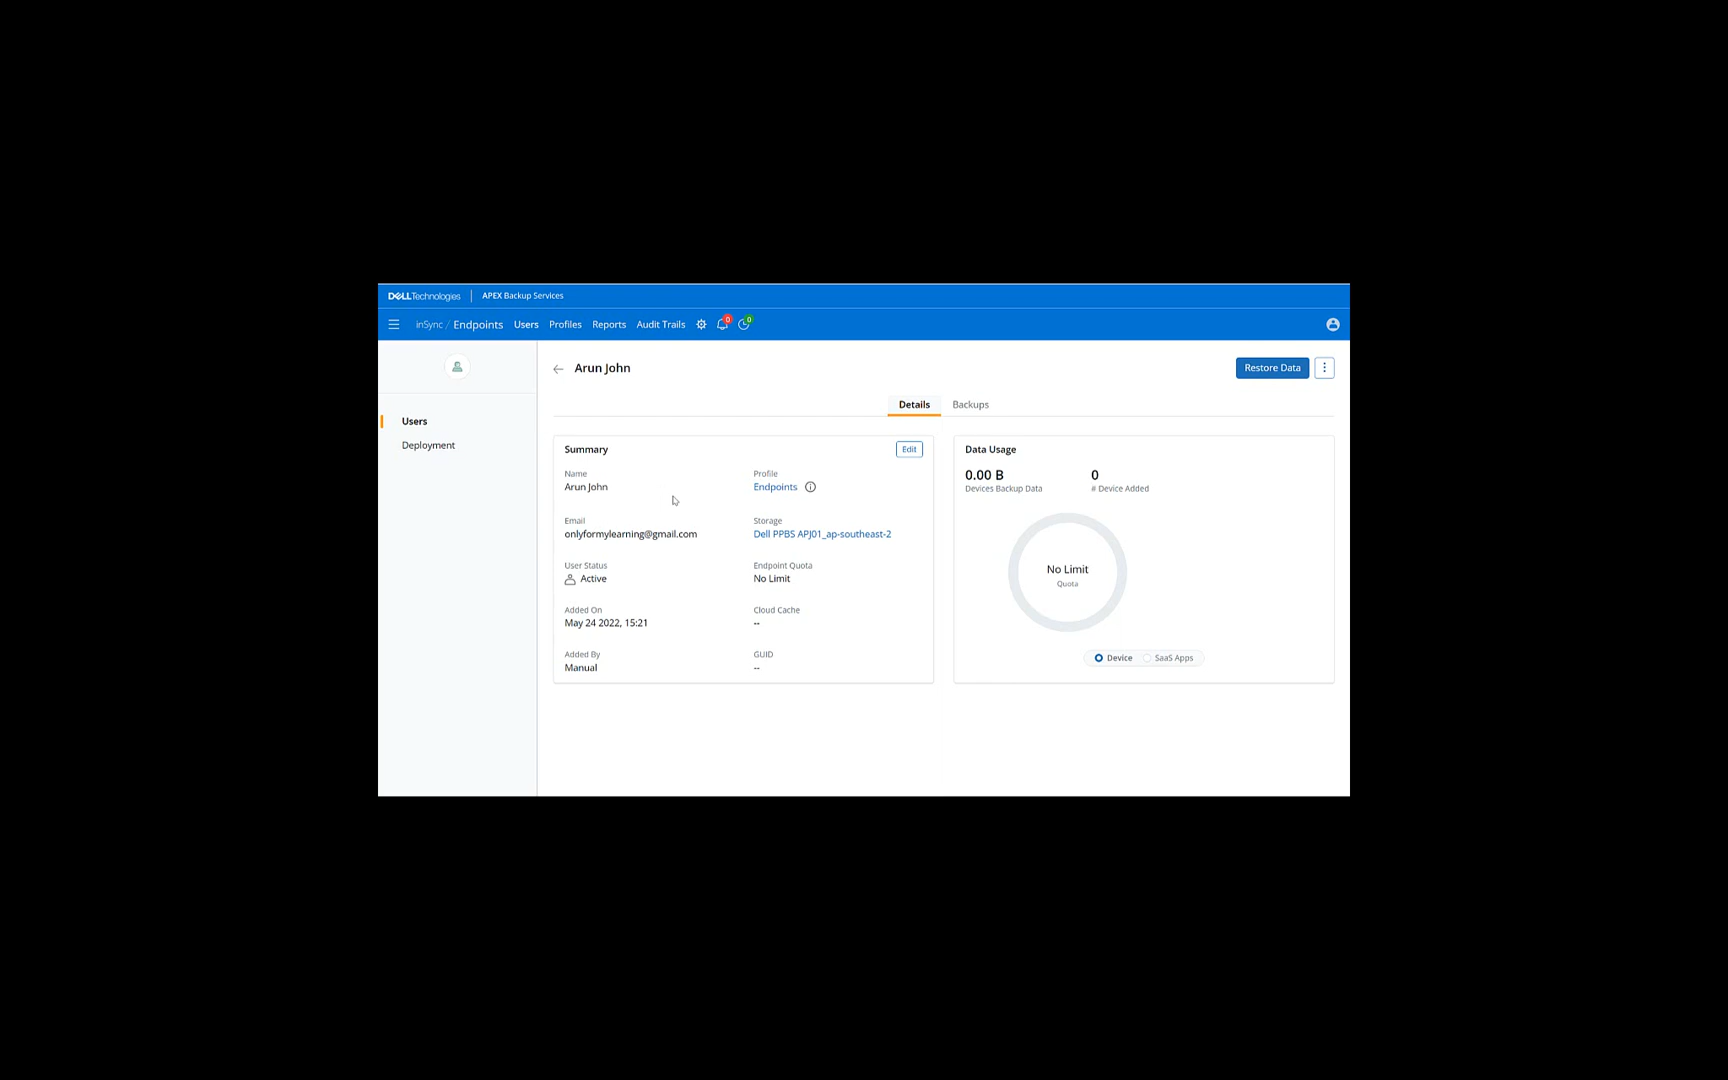 DELLTechnologies | APEX Backup Services
inSync / Endpoints Users Profiles Reports Audit Trails 0 0
Arun John
Restore Data
Details Backups
Users
Deployment
Summary
Edit
Name
Arun John
Profile
Endpoints
Email
onlyformylearning@gmail.com
Storage
Dell PPBS APJ01_ap-southeast-2
User Status
Active
Endpoint Quota
No Limit
Added On
May 24 2022, 15:21
Cloud Cache
--
Added By
Manual
GUID
--
Data Usage
0.00 B
Devices Backup Data
0
# Device Added
No Limit
Quota
Device SaaS Apps